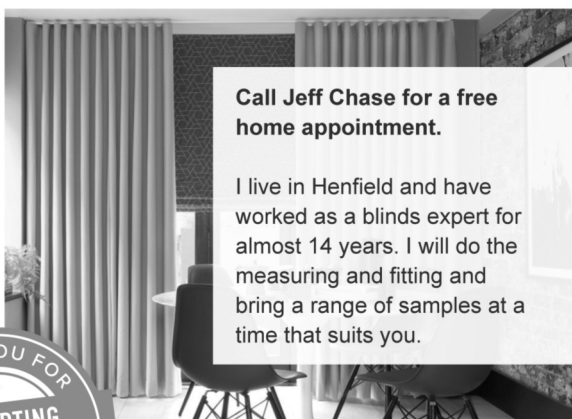 Call Jeff Chase for a free
home appointment.
I live in Henfield and have
worked as a blinds expert for
almost 14 years. I will do the
measuring and fitting and
bring a range of samples at a
time that suits you.
FOR